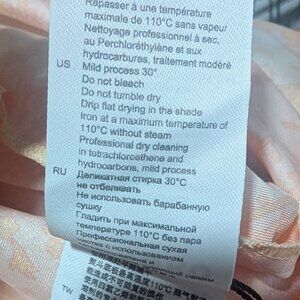 Repasser à une température
maximale de 110°C sans vapeur
Nettoyage professionnel à sec,
au Perchloréthylène et aux
hydrocarbures, traitement modéré
US Mild process 30°
Do not bleach
Do not tumble dry
Drip flat drying in the shade
Iron at a maximum temperature of
110°C without steam
Professional dry cleaning
in tetrachloroethene and
hydrocarbons, mild process
RU Деликатная стирка 30°C
не отбеливать
Не использовать барабанную
сушку
Гладить при максимальной
температуре 110°C без пара
Профессиональная сухая
чистка с использованием
режим
TW